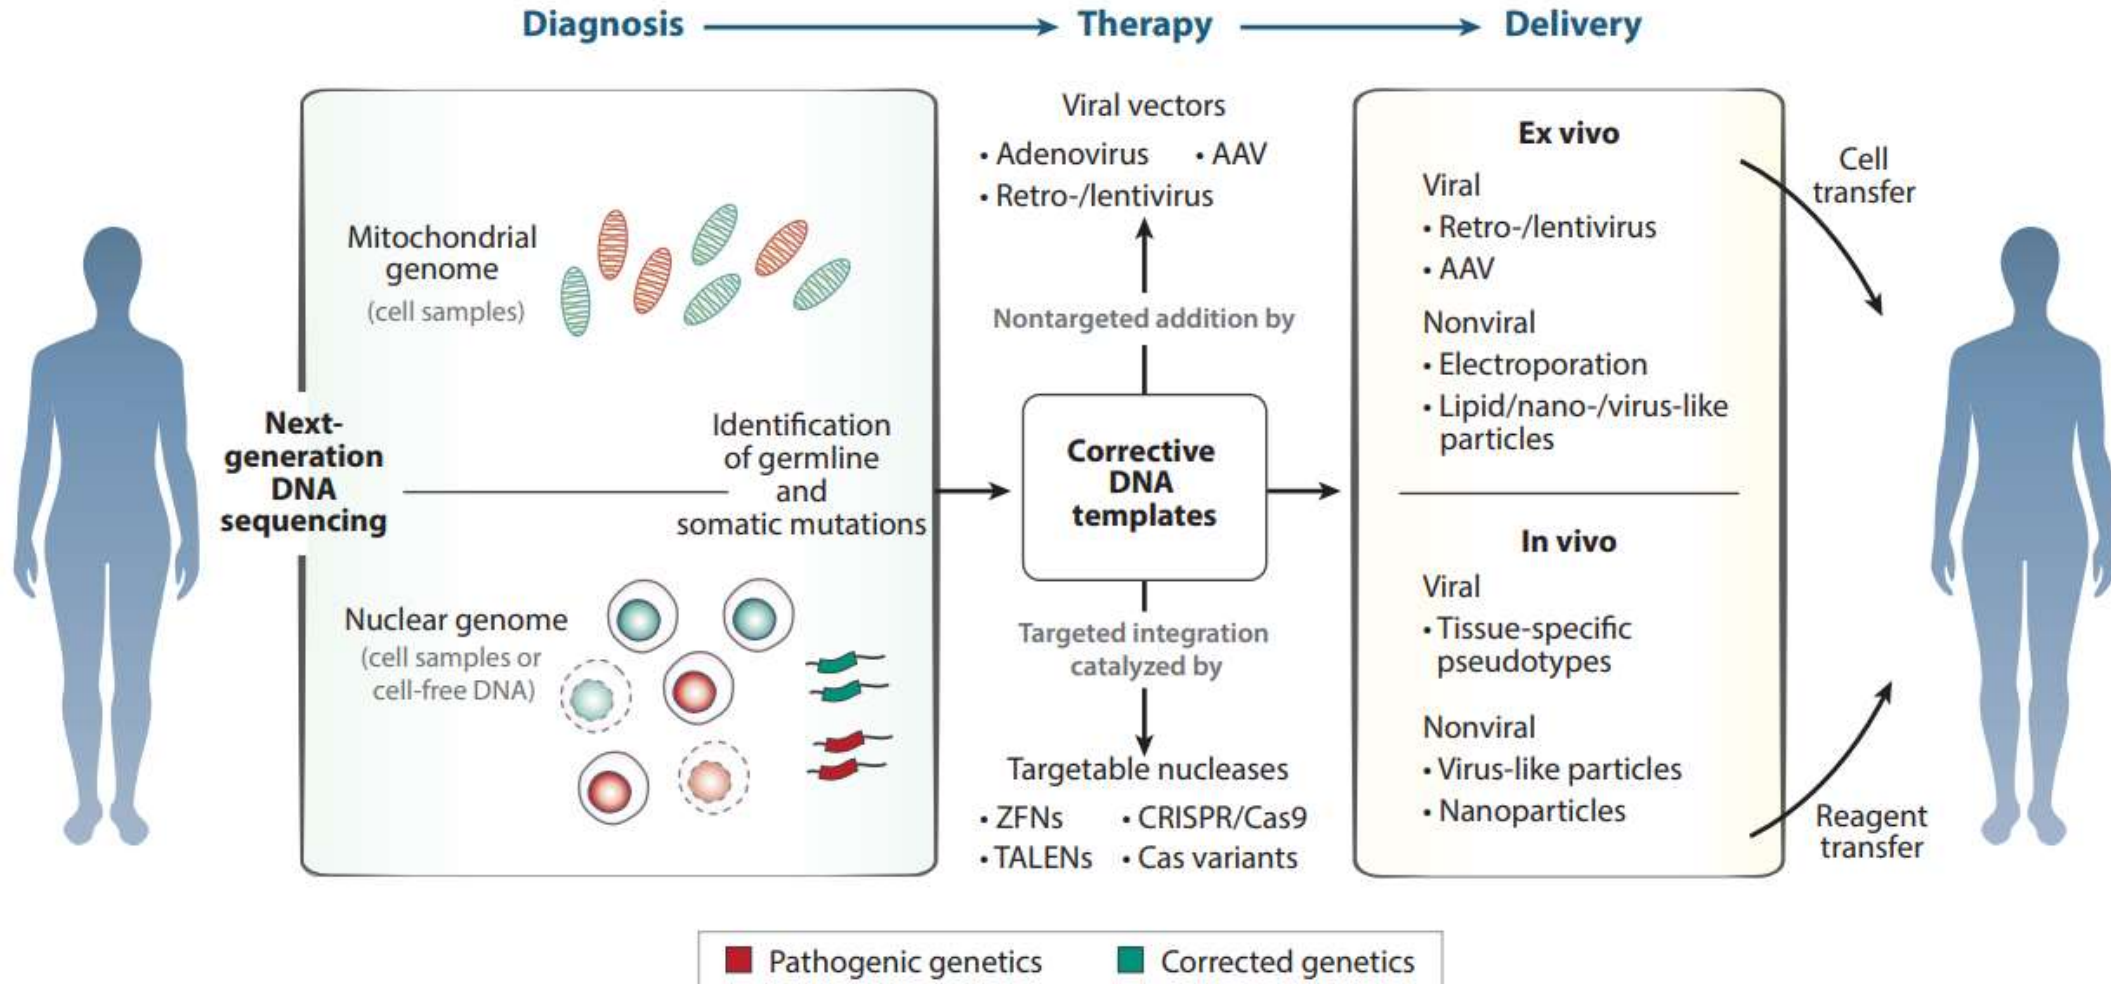 Diagnosis
Therapy
Delivery
Next-
generation
DNA
sequencing
Mitochondrial
genome
(cell samples)
Identification
of germline
and
somatic mutations
Nuclear genome
(cell samples or
cell-free DNA)
Viral vectors
• Adenovirus • AAV
• Retro-/lentivirus
Nontargeted addition by
Corrective
DNA
templates
Targeted integration
catalyzed by
Targetable nucleases
• ZFNs • CRISPR/Cas9
• TALENs • Cas variants
Ex vivo
Viral
• Retro-/lentivirus
• AAV
Nonviral
• Electroporation
• Lipid/nano-/virus-like
particles
In vivo
Viral
• Tissue-specific
pseudotypes
Nonviral
• Virus-like particles
• Nanoparticles
Cell
transfer
Reagent
transfer
Pathogenic genetics
Corrected genetics